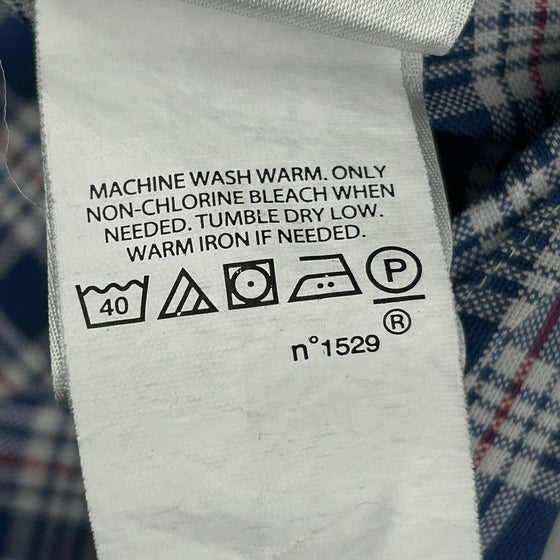 MACHINE WASH WARM. ONLY
NON-CHLORINE BLEACH WHEN
NEEDED. TUMBLE DRY LOW.
WARM IRON IF NEEDED.
40 P
®
n°1529